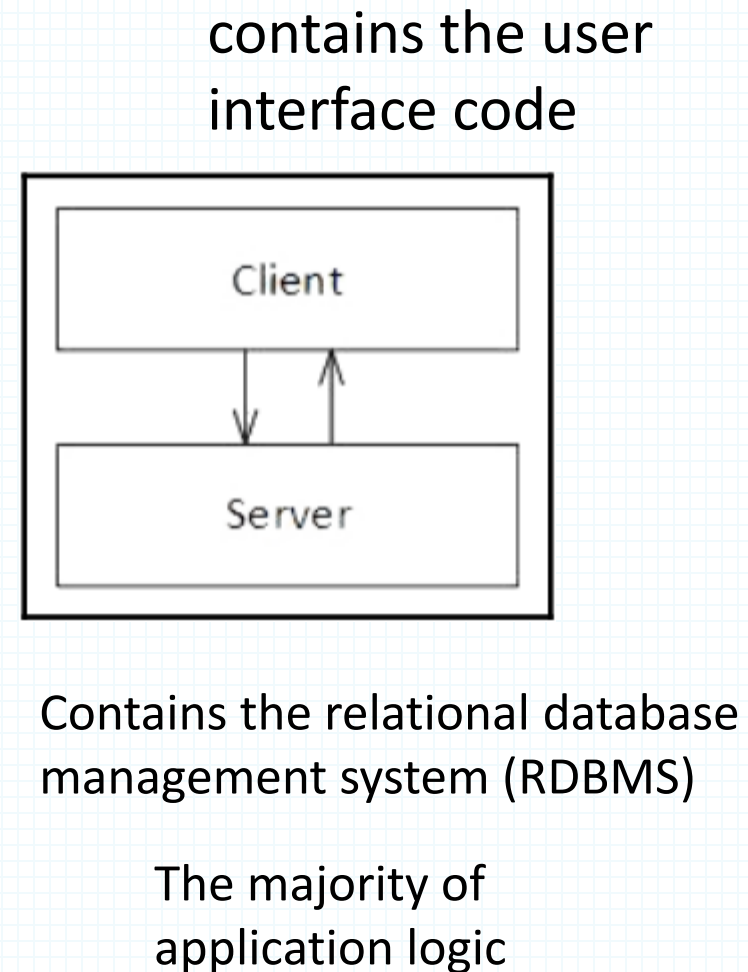 contains the user
interface code
Client
Server
Contains the relational database
management system (RDBMS)
The majority of
application logic